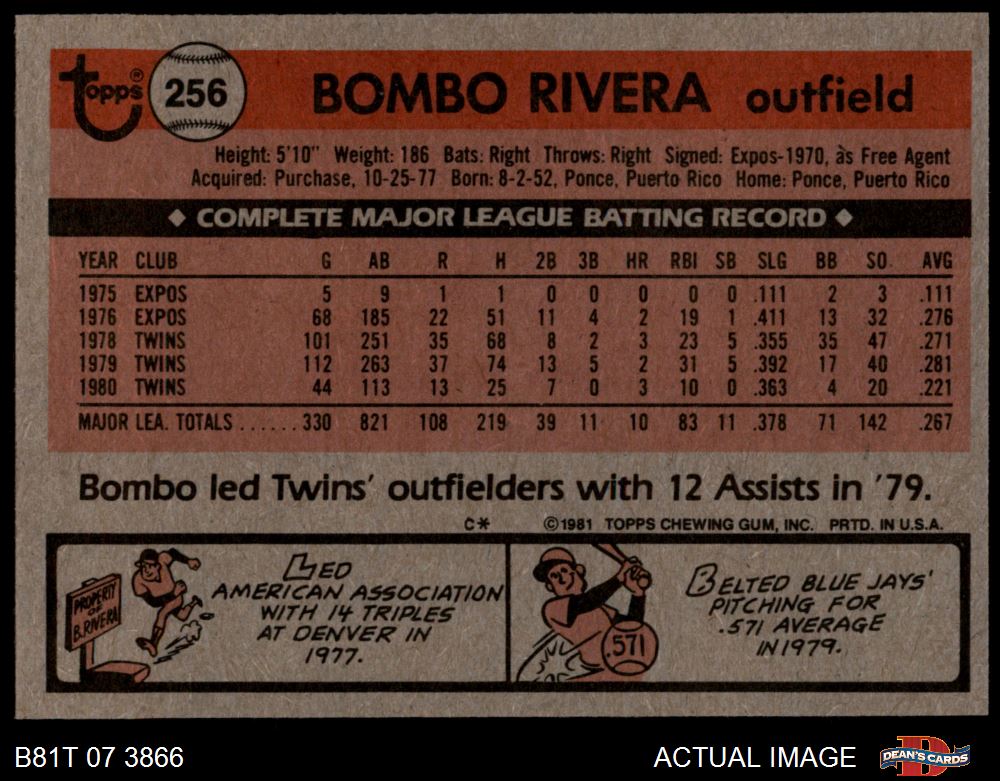 topps® 256 BOMBO RIVERA outfield
Height: 5'10" Weight: 186 Bats: Right Throws: Right Signed: Expos-1970, as Free Agent
Acquired: Purchase, 10-25-77 Born: 8-2-52, Ponce, Puerto Rico Home: Ponce, Puerto Rico
◆ COMPLETE MAJOR LEAGUE BATTING RECORD ◆
YEAR CLUB G AB R H 2B 3B HR RBI SB SLG BB SO AVG
1975 EXPOS 5 9 1 1 0 0 0 0 0 .111 2 3 .111
1976 EXPOS 68 185 22 51 11 4 2 19 1 .411 13 32 .276
1978 TWINS 101 251 35 68 8 2 3 23 5 .355 35 47 .271
1979 TWINS 112 263 37 74 13 5 2 31 5 .392 17 40 .281
1980 TWINS 44 113 13 25 7 0 3 10 0 .363 4 20 .221
MAJOR LEA. TOTALS ...... 330 821 108 219 39 11 10 83 11 .378 71 142 .267
Bombo led Twins' outfielders with 12 Assists in '79.
C* ©1981 TOPPS CHEWING GUM, INC. PRTD. IN U.S.A.
PROPERTY
OF
B.RIVERA
LED
AMERICAN ASSOCIATION
WITH 14 TRIPLES
AT DENVER IN
1977.
.571
BELTED BLUE JAYS'
PITCHING FOR
.571 AVERAGE
IN 1979.
B81T 07 3866 ACTUAL IMAGE DEAN'S CARDS